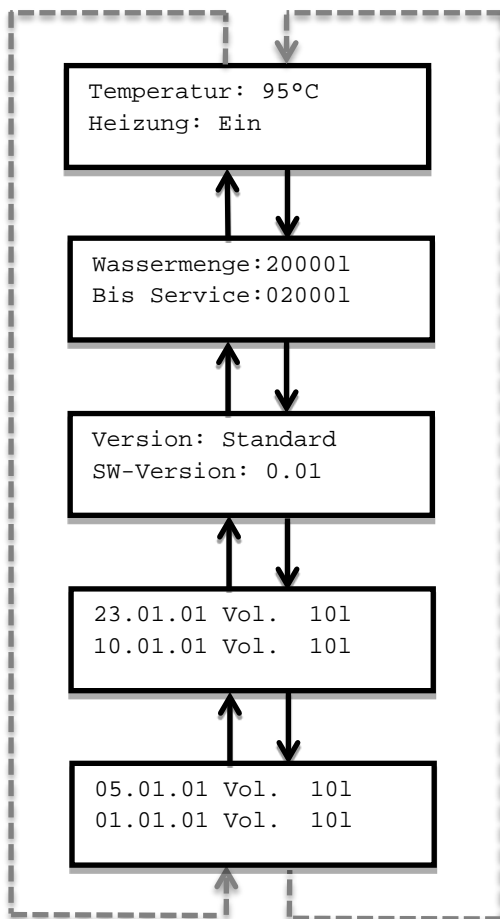 Temperatur: 95°C
Heizung: Ein
Wassermenge:20000l
Bis Service:02000l
Version: Standard
SW-Version: 0.01
23.01.01 Vol.  10l
10.01.01 Vol.  10l
05.01.01 Vol.  10l
01.01.01 Vol.  10l